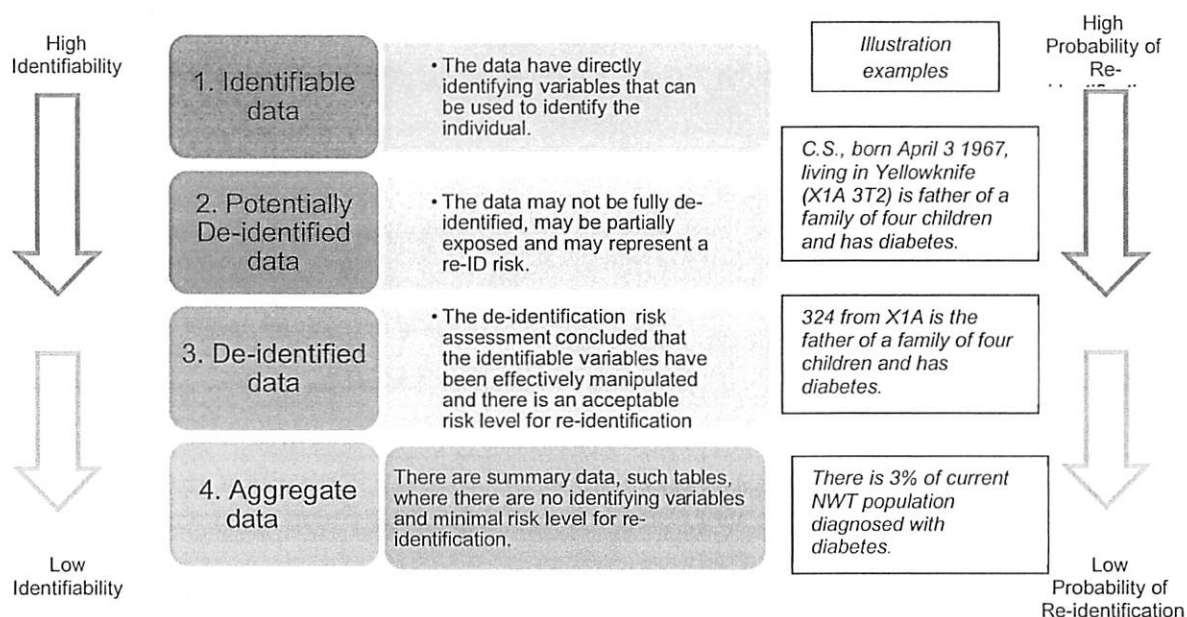 High
Identifiability
1. Identifiable
data
• The data have directly
identifying variables that can
be used to identify the
individual.
2. Potentially
De-identified
data
• The data may not be fully de-
identified, may be partially
exposed and may represent a
re-ID risk.
3. De-identified
data
• The de-identification risk
assessment concluded that
the identifiable variables have
been effectively manipulated
and there is an acceptable
risk level for re-identification
4. Aggregate
data
There are summary data, such tables,
where there are no identifying variables
and minimal risk level for re-
identification.
Low
Identifiability
Illustration
examples
C.S., born April 3 1967,
living in Yellowknife
(X1A 3T2) is father of a
family of four children
and has diabetes.
324 from X1A is the
father of a family of four
children and has
diabetes.
There is 3% of current
NWT population
diagnosed with
diabetes.
High
Probability of
Re-
Low
Probability of
Re-identification